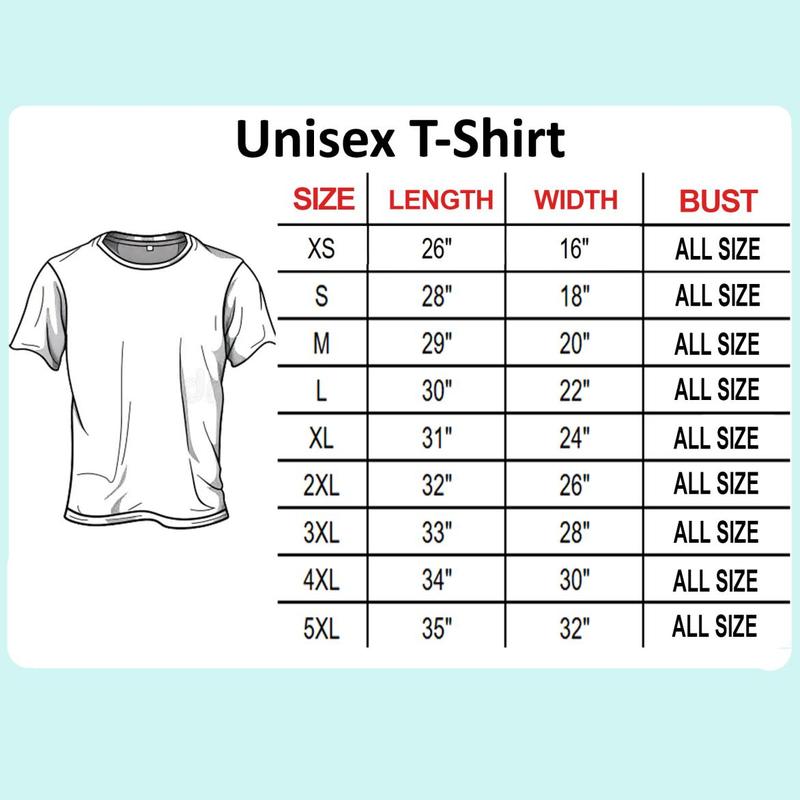 Unisex T-Shirt
SIZE LENGTH WIDTH BUST
XS 26" 16" ALL SIZE
S 28" 18" ALL SIZE
M 29" 20" ALL SIZE
L 30" 22" ALL SIZE
XL 31" 24" ALL SIZE
2XL 32" 26" ALL SIZE
3XL 33" 28" ALL SIZE
4XL 34" 30" ALL SIZE
5XL 35" 32" ALL SIZE